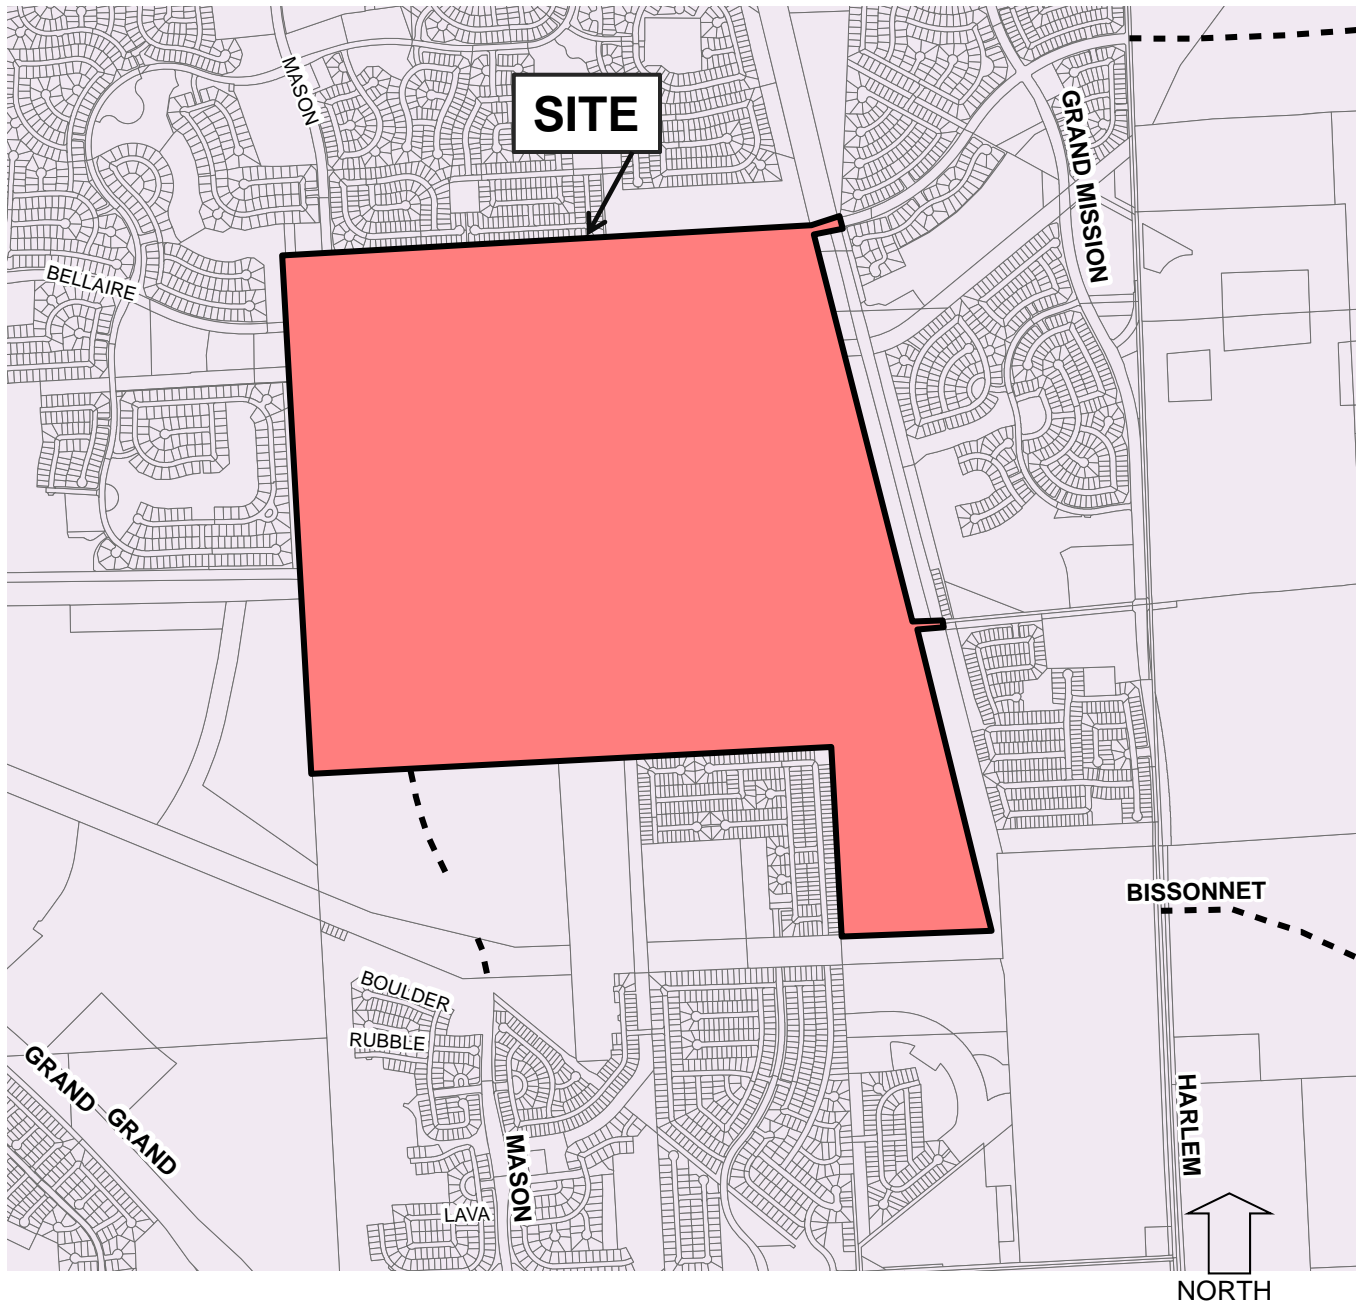 MASON
SITE
GRAND MISSION
BELLAIRE
BISSONNET
BOULDER
RUBBLE
GRAND GRAND
HARLEM
MASON
LAVA
NORTH